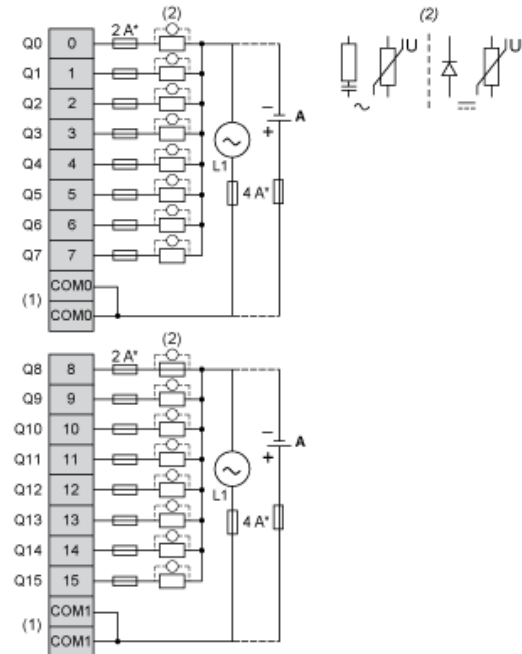 (2)
(2)
Q0 0 2 A*
Q1 1
Q2 2
Q3 3
Q4 4
Q5 5
Q6 6
Q7 7
COM0
(1)
COM0
~
L1
4 A*
−
+
A
U
U
~
(2)
Q8 8 2 A*
Q9 9
Q10 10
Q11 11
Q12 12
Q13 13
Q14 14
Q15 15
COM1
(1)
COM1
~
L1
4 A*
−
+
A